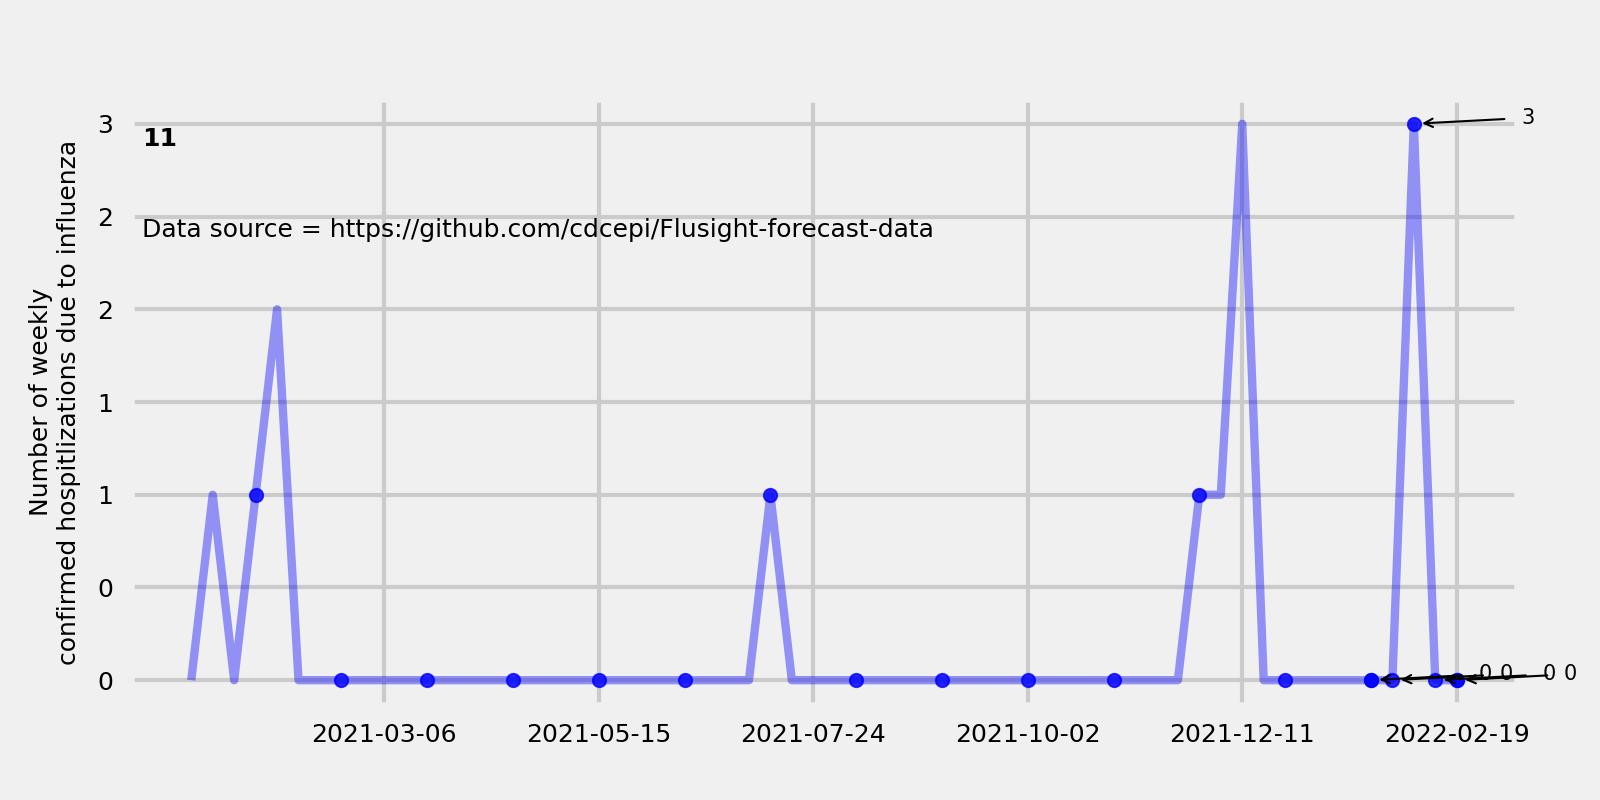 3
11
3
2
Data source = https://github.com/cdcepi/Flusight-forecast-data
2
1
1
0
0
0 0 0 0
Number of weekly
confirmed hospitlizations due to influenza
2021-03-06 2021-05-15 2021-07-24 2021-10-02 2021-12-11 2022-02-19